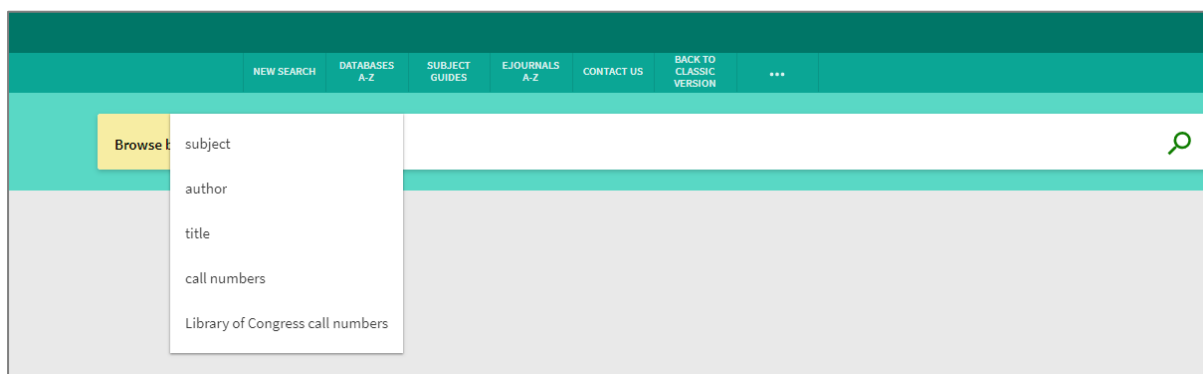 NEW SEARCH
DATABASES
A-Z
SUBJECT
GUIDES
EJOURNALS
A-Z
CONTACT US
BACK TO
CLASSIC
VERSION
...
Browse
subject
author
title
call numbers
Library of Congress call numbers